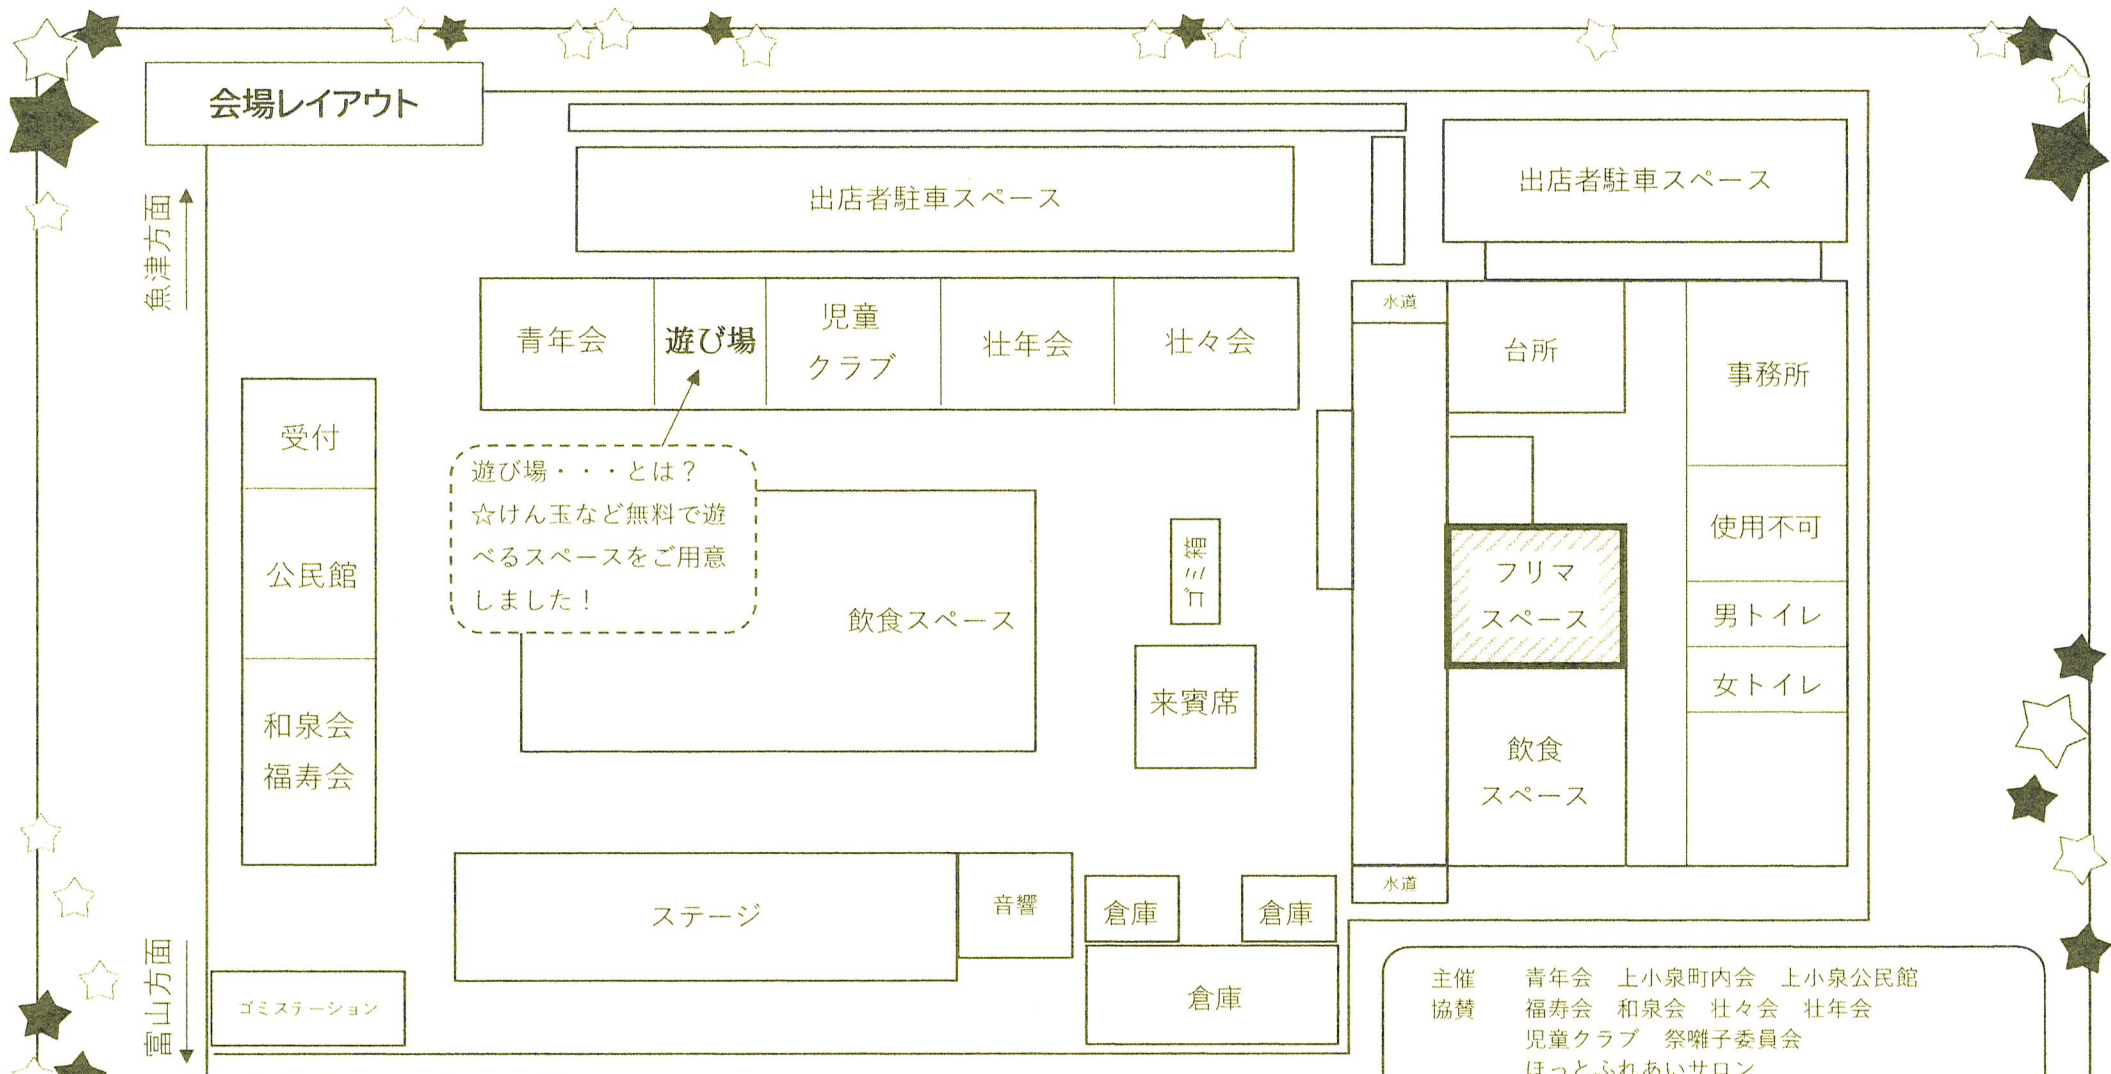 会場レイアウト
魚津方面
出店者駐車スペース
出店者駐車スペース
青年会
遊び場
児童
クラブ
壮年会
壮々会
水道
台所
事務所
受付
公民館
和泉会
福寿会
遊び場・・・とは？
☆けん玉など無料で遊
べるスペースをご用意
しました！
飲食スペース
ゴミ箱
来賓席
フリマ
スペース
使用不可
男トイレ
女トイレ
飲食
スペース
水道
ステージ
音響
倉庫
倉庫
倉庫
富山方面
ゴミステーション
主催　青年会　上小泉町内会　上小泉公民館
協賛　福寿会　和泉会　壮々会　壮年会
児童クラブ　祭囃子委員会
ほっとふれあいサロン